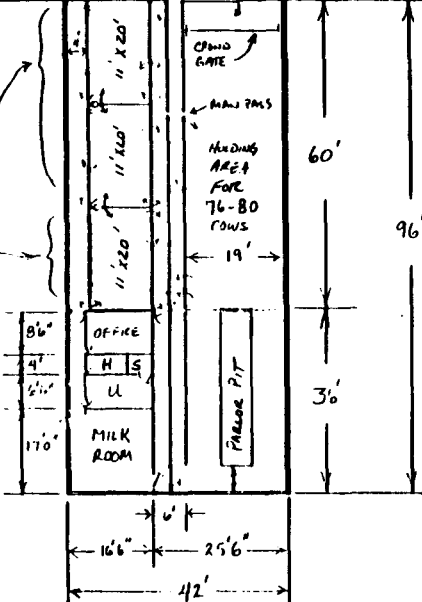 11' X 20'
CROWD
GATE
MAN PASS
11' X 20'
HOLDING
AREA
FOR
76-80
COWS
60'
96'
11' X 20'
19'
8'6"
OFFICE
4'
H
S
U
PARLOR PIT
36'
17'0"
MILK
ROOM
6'
16'6"
25'6"
42'